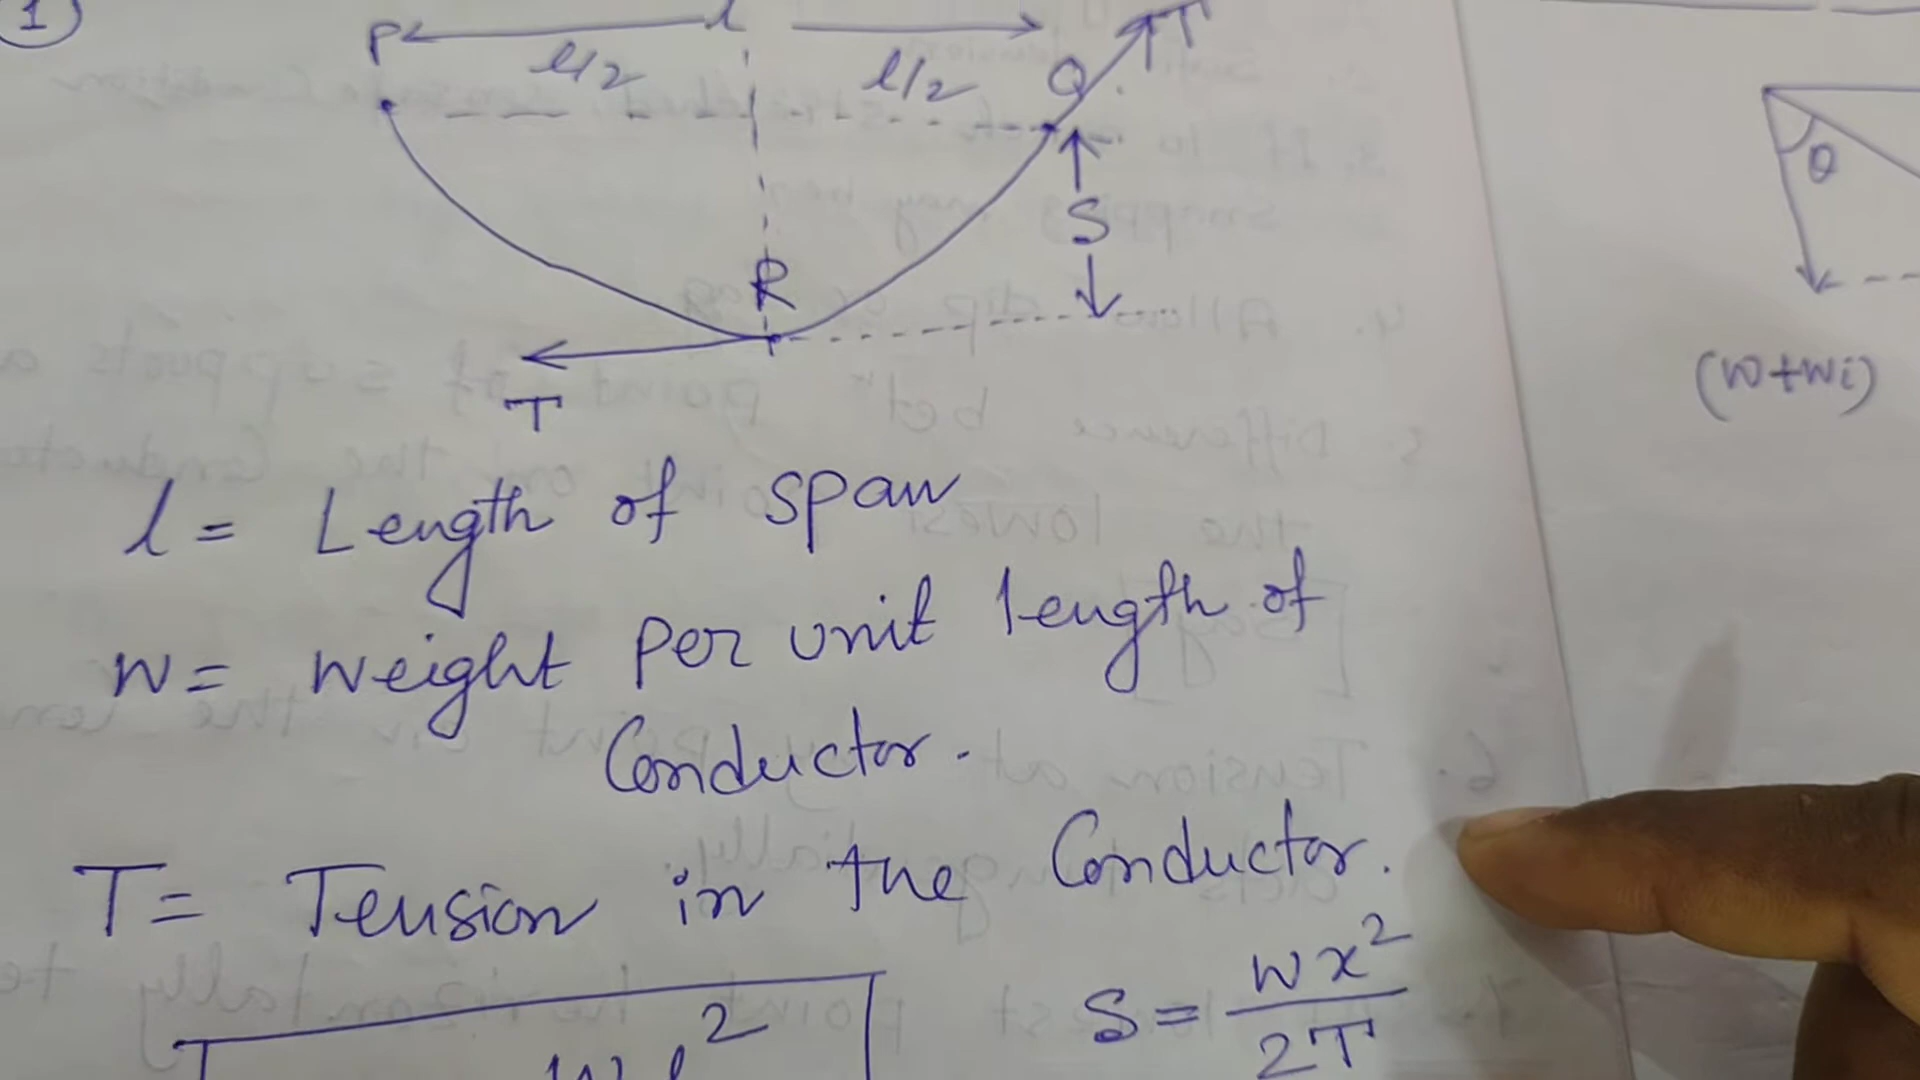 1
P l Q T
l/2 l/2
θ
S
R
T
(w+wi)
l = Length of span
w = weight per unit length of
Conductor.
T = Tension in the Conductor.
S = wx²/2T
wl²